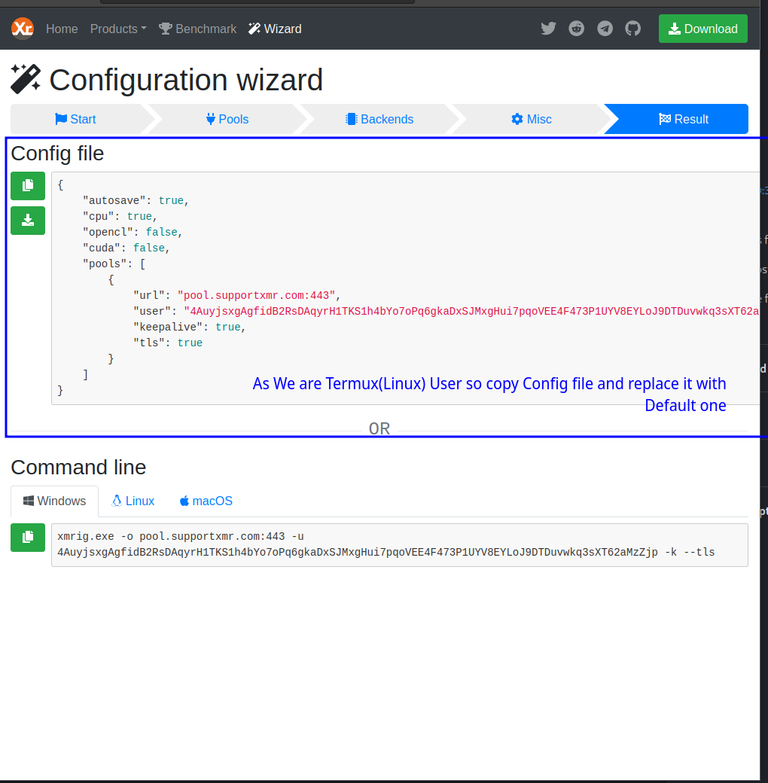 Xr Home Products Benchmark Wizard Download
Configuration wizard
Start Pools Backends Misc Result
Config file
{
"autosave": true,
"cpu": true,
"opencl": false,
"cuda": false,
"pools": [
{
"url": "pool.supportxmr.com:443",
"user": "4AuyjsxgAgfidB2RsDAqyrH1TKS1h4bYo7oPq6gkaDxSJMxgHui7pqoVEE4F473P1UYV8EYLoJ9DTDuvwkq3sXT62a
"keepalive": true,
"tls": true
}
]
}
As We are Termux(Linux) User so copy Config file and replace it with
Default one
OR
Command line
Windows Linux macOS
xmrig.exe -o pool.supportxmr.com:443 -u
4AuyjsxgAgfidB2RsDAqyrH1TKS1h4bYo7oPq6gkaDxSJMxgHui7pqoVEE4F473P1UYV8EYLoJ9DTDuvwkq3sXT62aMzZjp -k --tls